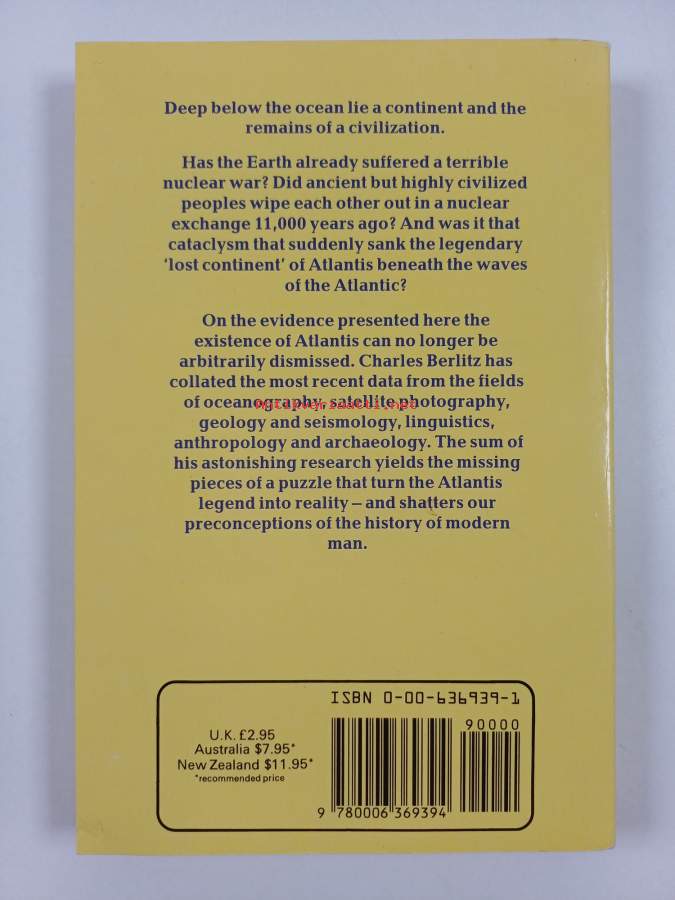 Deep below the ocean lie a continent and the
remains of a civilization.
Has the Earth already suffered a terrible
nuclear war? Did ancient but highly civilized
peoples wipe each other out in a nuclear
exchange 11,000 years ago? And was it that
cataclysm that suddenly sank the legendary
‘lost continent’ of Atlantis beneath the waves
of the Atlantic?
On the evidence presented here the
existence of Atlantis can no longer be
arbitrarily dismissed. Charles Berlitz has
collated the most recent data from the fields
of oceanography, satellite photography,
geology and seismology, linguistics,
anthropology and archaeology. The sum of
his astonishing research yields the missing
pieces of a puzzle that turn the Atlantis
legend into reality – and shatters our
preconceptions of the history of modern
man.
ISBN 0-00-636939-1
90000
U.K. £2.95
Australia $7.95*
New Zealand $11.95*
*recommended price
9 780006 369394